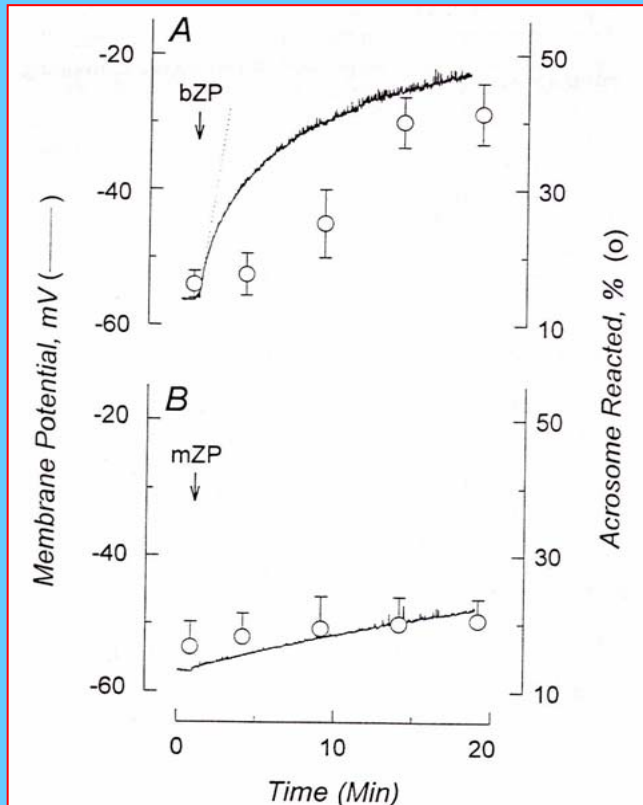 A
bZP
-20
-40
-60
50
30
10
B
mZP
-20
-40
-60
50
30
10
Membrane Potential, mV (——)
Acrosome Reacted, % (o)
0 10 20
Time (Min)